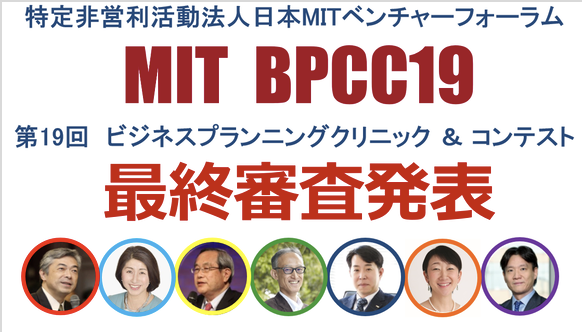 特定非営利活動法人日本MITベンチャーフォーラム
MIT BPCC19
第19回 ビジネスプランニングクリニック & コンテスト
最終審査発表